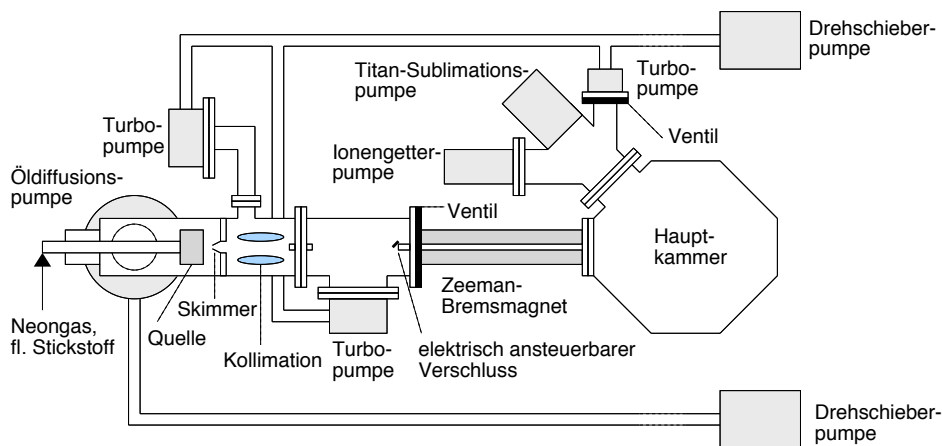 Drehschieber-
pumpe
Titan-Sublimations-
pumpe
Turbo-
pumpe
Turbo-
pumpe
Ventil
Ionengetter-
pumpe
Öldiffusions-
pumpe
Ventil
Haupt-
kammer
Zeeman-
Bremsmagnet
Skimmer
Neongas,
fl. Stickstoff
Quelle
Kollimation
Turbo-
pumpe
elektrisch ansteuerbarer
Verschluss
Drehschieber-
pumpe